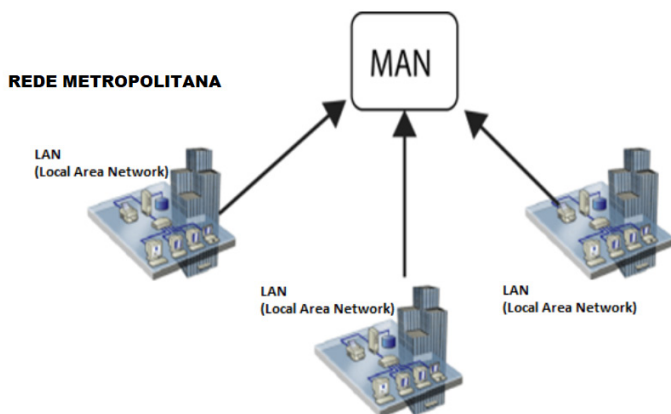 MAN
REDE METROPOLITANA
LAN
(Local Area Network)
LAN
(Local Area Network)
LAN
(Local Area Network)